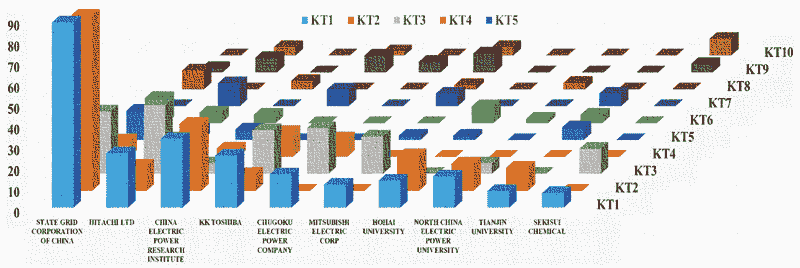 KT1 KT2 KT3 KT4 KT5
90
80
70
60
50
40
30
20
10
0
KT10
KT9
KT8
KT7
KT6
KT5
KT4
KT3
KT2
KT1
STATE GRID CORPORATION OF CHINA
HITACHI LTD
CHINA ELECTRIC POWER RESEARCH INSTITUTE
KK TOSHIBA
CHUGOKU ELECTRIC POWER COMPANY
MITSUBISHI ELECTRIC CORP
HOHAI UNIVERSITY
NORTH CHINA ELECTRIC POWER UNIVERSITY
TIANJIN UNIVERSITY
SEKISUI CHEMICAL